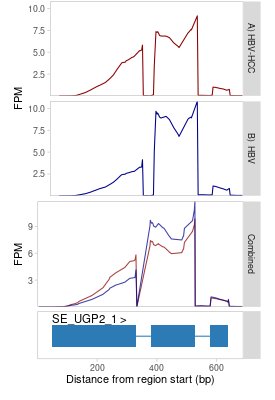 10.0
7.5
5.0
2.5
A) HBV-HCC
FPM
10.0
7.5
5.0
2.5
B) HBV
9
6
3
FPM
Combined
SE_UGP2_1 >
200 400 600
Distance from region start (bp)